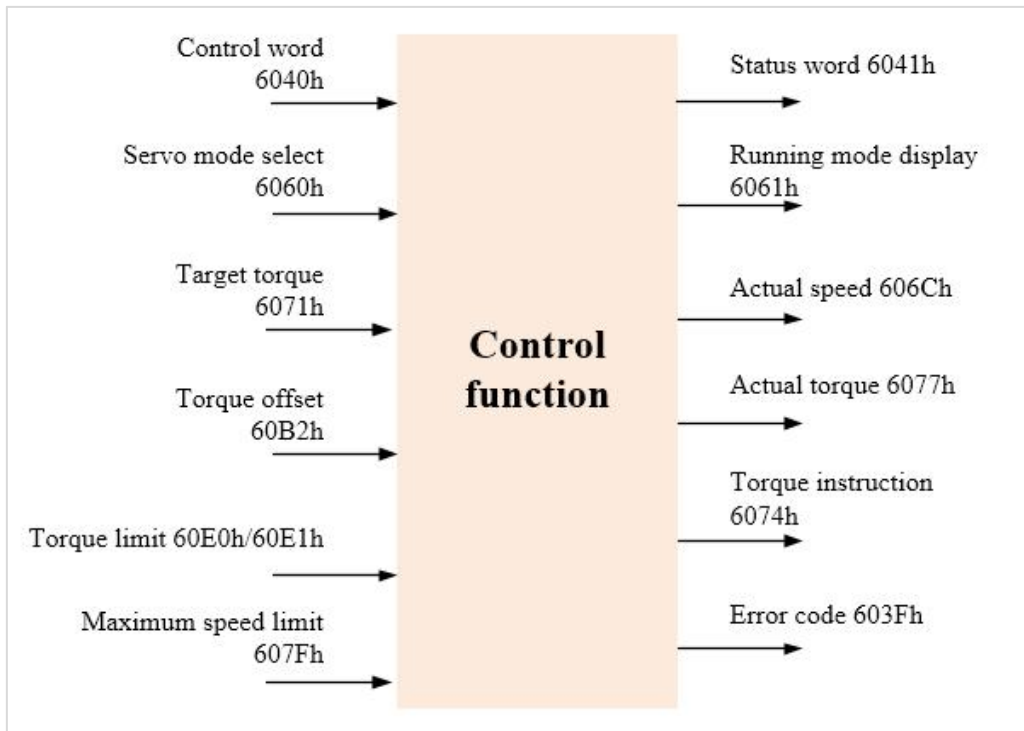 Control word
6040h
Servo mode select
6060h
Target torque
6071h
Torque offset
60B2h
Torque limit 60E0h/60E1h
Maximum speed limit
607Fh
Control
function
Status word 6041h
Running mode display
6061h
Actual speed 606Ch
Actual torque 6077h
Torque instruction
6074h
Error code 603Fh